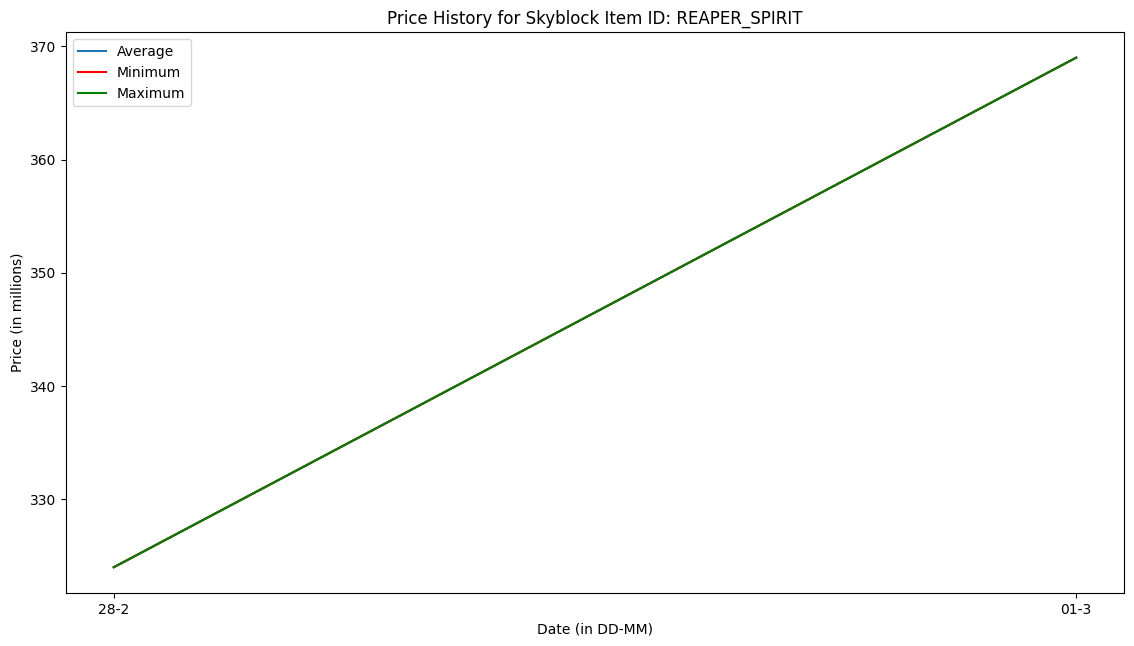 Price History for Skyblock Item ID: REAPER_SPIRIT
Average
Minimum
Maximum
370
360
350
340
330
Price (in millions)
28-2
01-3
Date (in DD-MM)